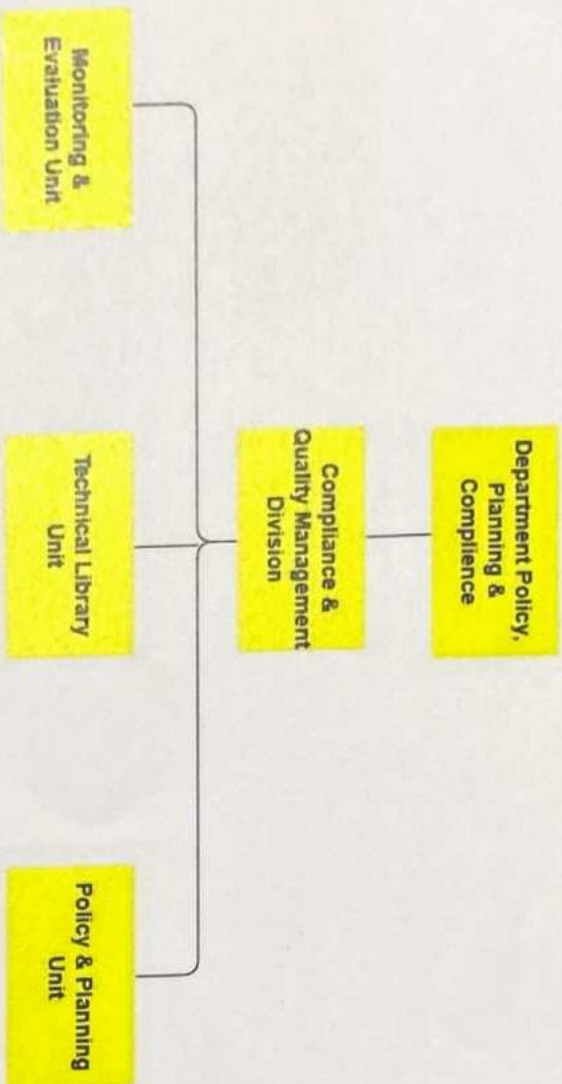 Department Policy,
Planning &
Complience
Compliance &
Quality Management
Division
Monitoring &
Evaluation Unit
Technical Library
Unit
Policy & Planning
Unit